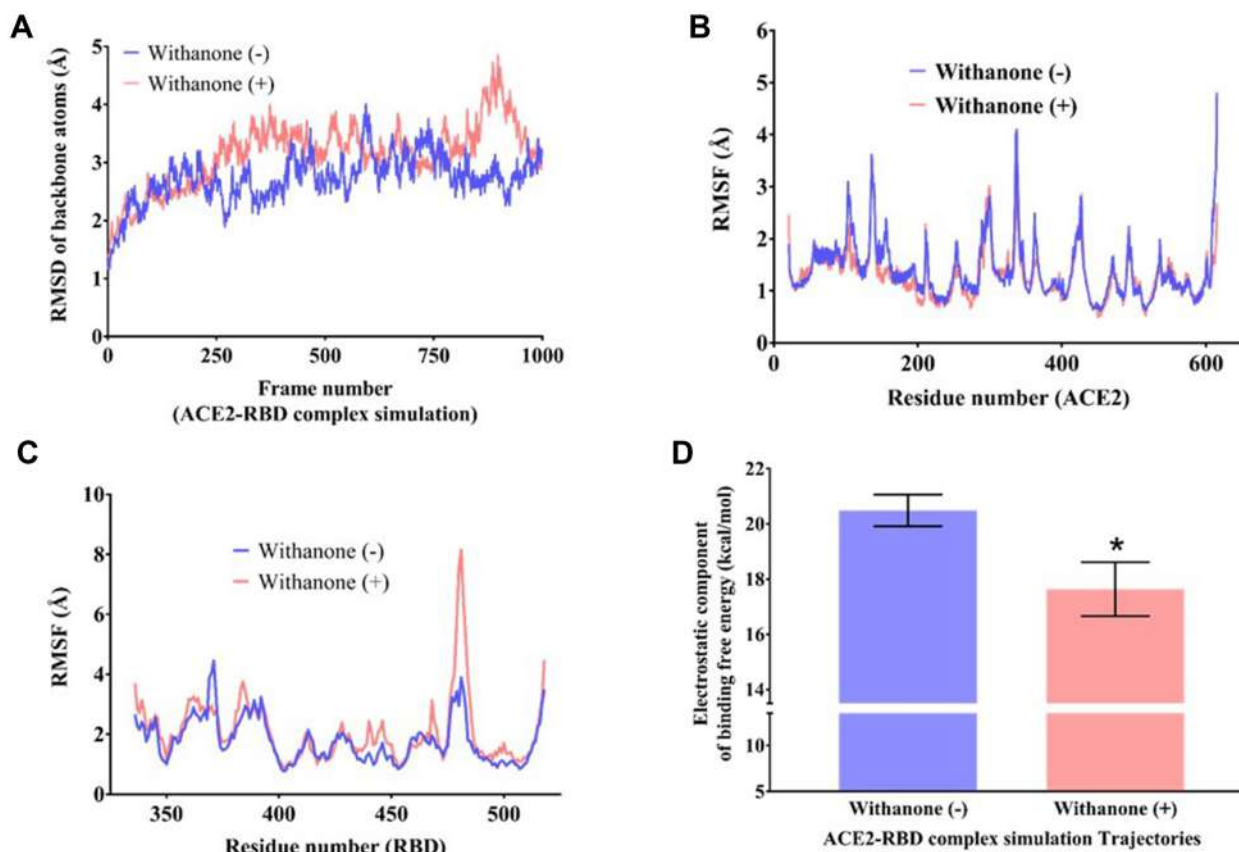 A
Withanone (-)
Withanone (+)
RMSD of backbone atoms (Å)
5
4
3
2
1
0
0 250 500 750 1000
Frame number
(ACE2-RBD complex simulation)
B
Withanone (-)
Withanone (+)
RMSF (Å)
6
5
4
3
2
1
0
0 200 400 600
Residue number (ACE2)
C
Withanone (-)
Withanone (+)
RMSF (Å)
10
8
6
4
2
0
350 400 450 500
Residue number (RBD)
D
Electrostatic component
of binding free energy (kcal/mol)
22
20
18
16
14
10
5
*
Withanone (-) Withanone (+)
ACE2-RBD complex simulation Trajectories